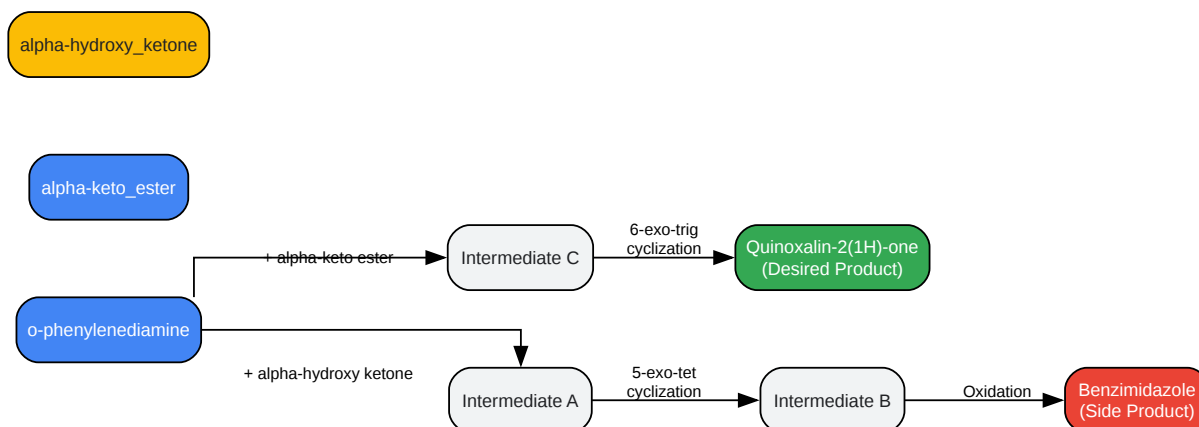 alpha-hydroxy_ketone
alpha-keto_ester
6-exo-trig
cyclization
+ alpha-keto ester
Intermediate C
Quinoxalin-2(1H)-one
(Desired Product)
o-phenylenediamine
+ alpha-hydroxy ketone
5-exo-tet
cyclization
Intermediate A
Intermediate B
Oxidation
Benzimidazole
(Side Product)